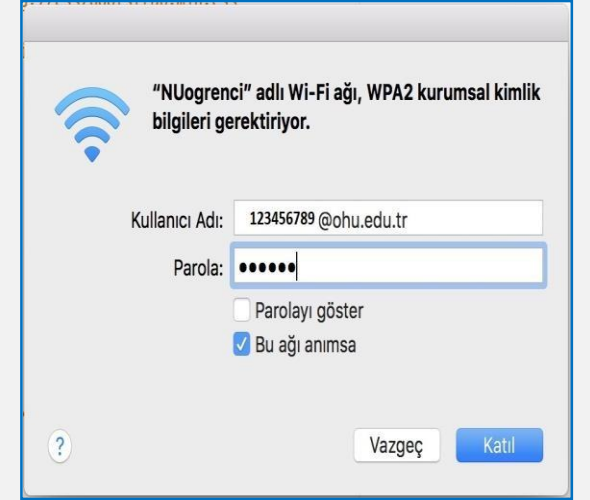 “NUogrenci” adlı Wi-Fi ağı, WPA2 kurumsal kimlik
bilgileri gerektiriyor.
Kullanıcı Adı: 123456789 @ohu.edu.tr
Parola: ●●●●●●
Parolayı göster
Bu ağı anımsa
? Vazgeç Katıl